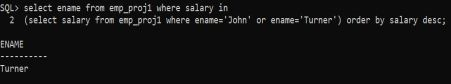 SQL> select ename from emp_proj1 where salary in
2 (select salary from emp_proj1 where ename='John' or ename='Turner') order by salary desc;
ENAME
----------
Turner